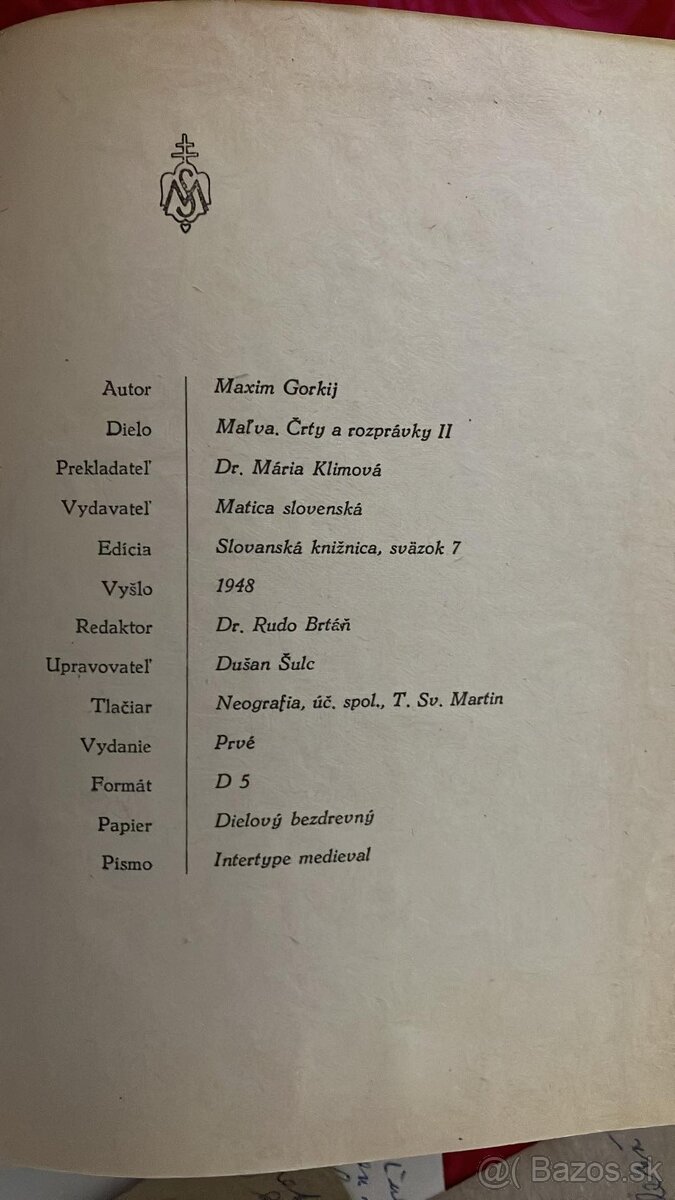 MS
Autor Maxim Gorkij
Dielo Maľva. Črty a rozprávky II
Prekladateľ Dr. Mária Klimová
Vydavateľ Matica slovenská
Edícia Slovanská knižnica, sväzok 7
Vyšlo 1948
Redaktor Dr. Rudo Brtáň
Upravovateľ Dušan Šulc
Tlačiar Neografia, úč. spol., T. Sv. Martin
Vydanie Prvé
Formát D 5
Papier Dielový bezdrevný
Pismo Intertype medieval
@( Bazos.sk